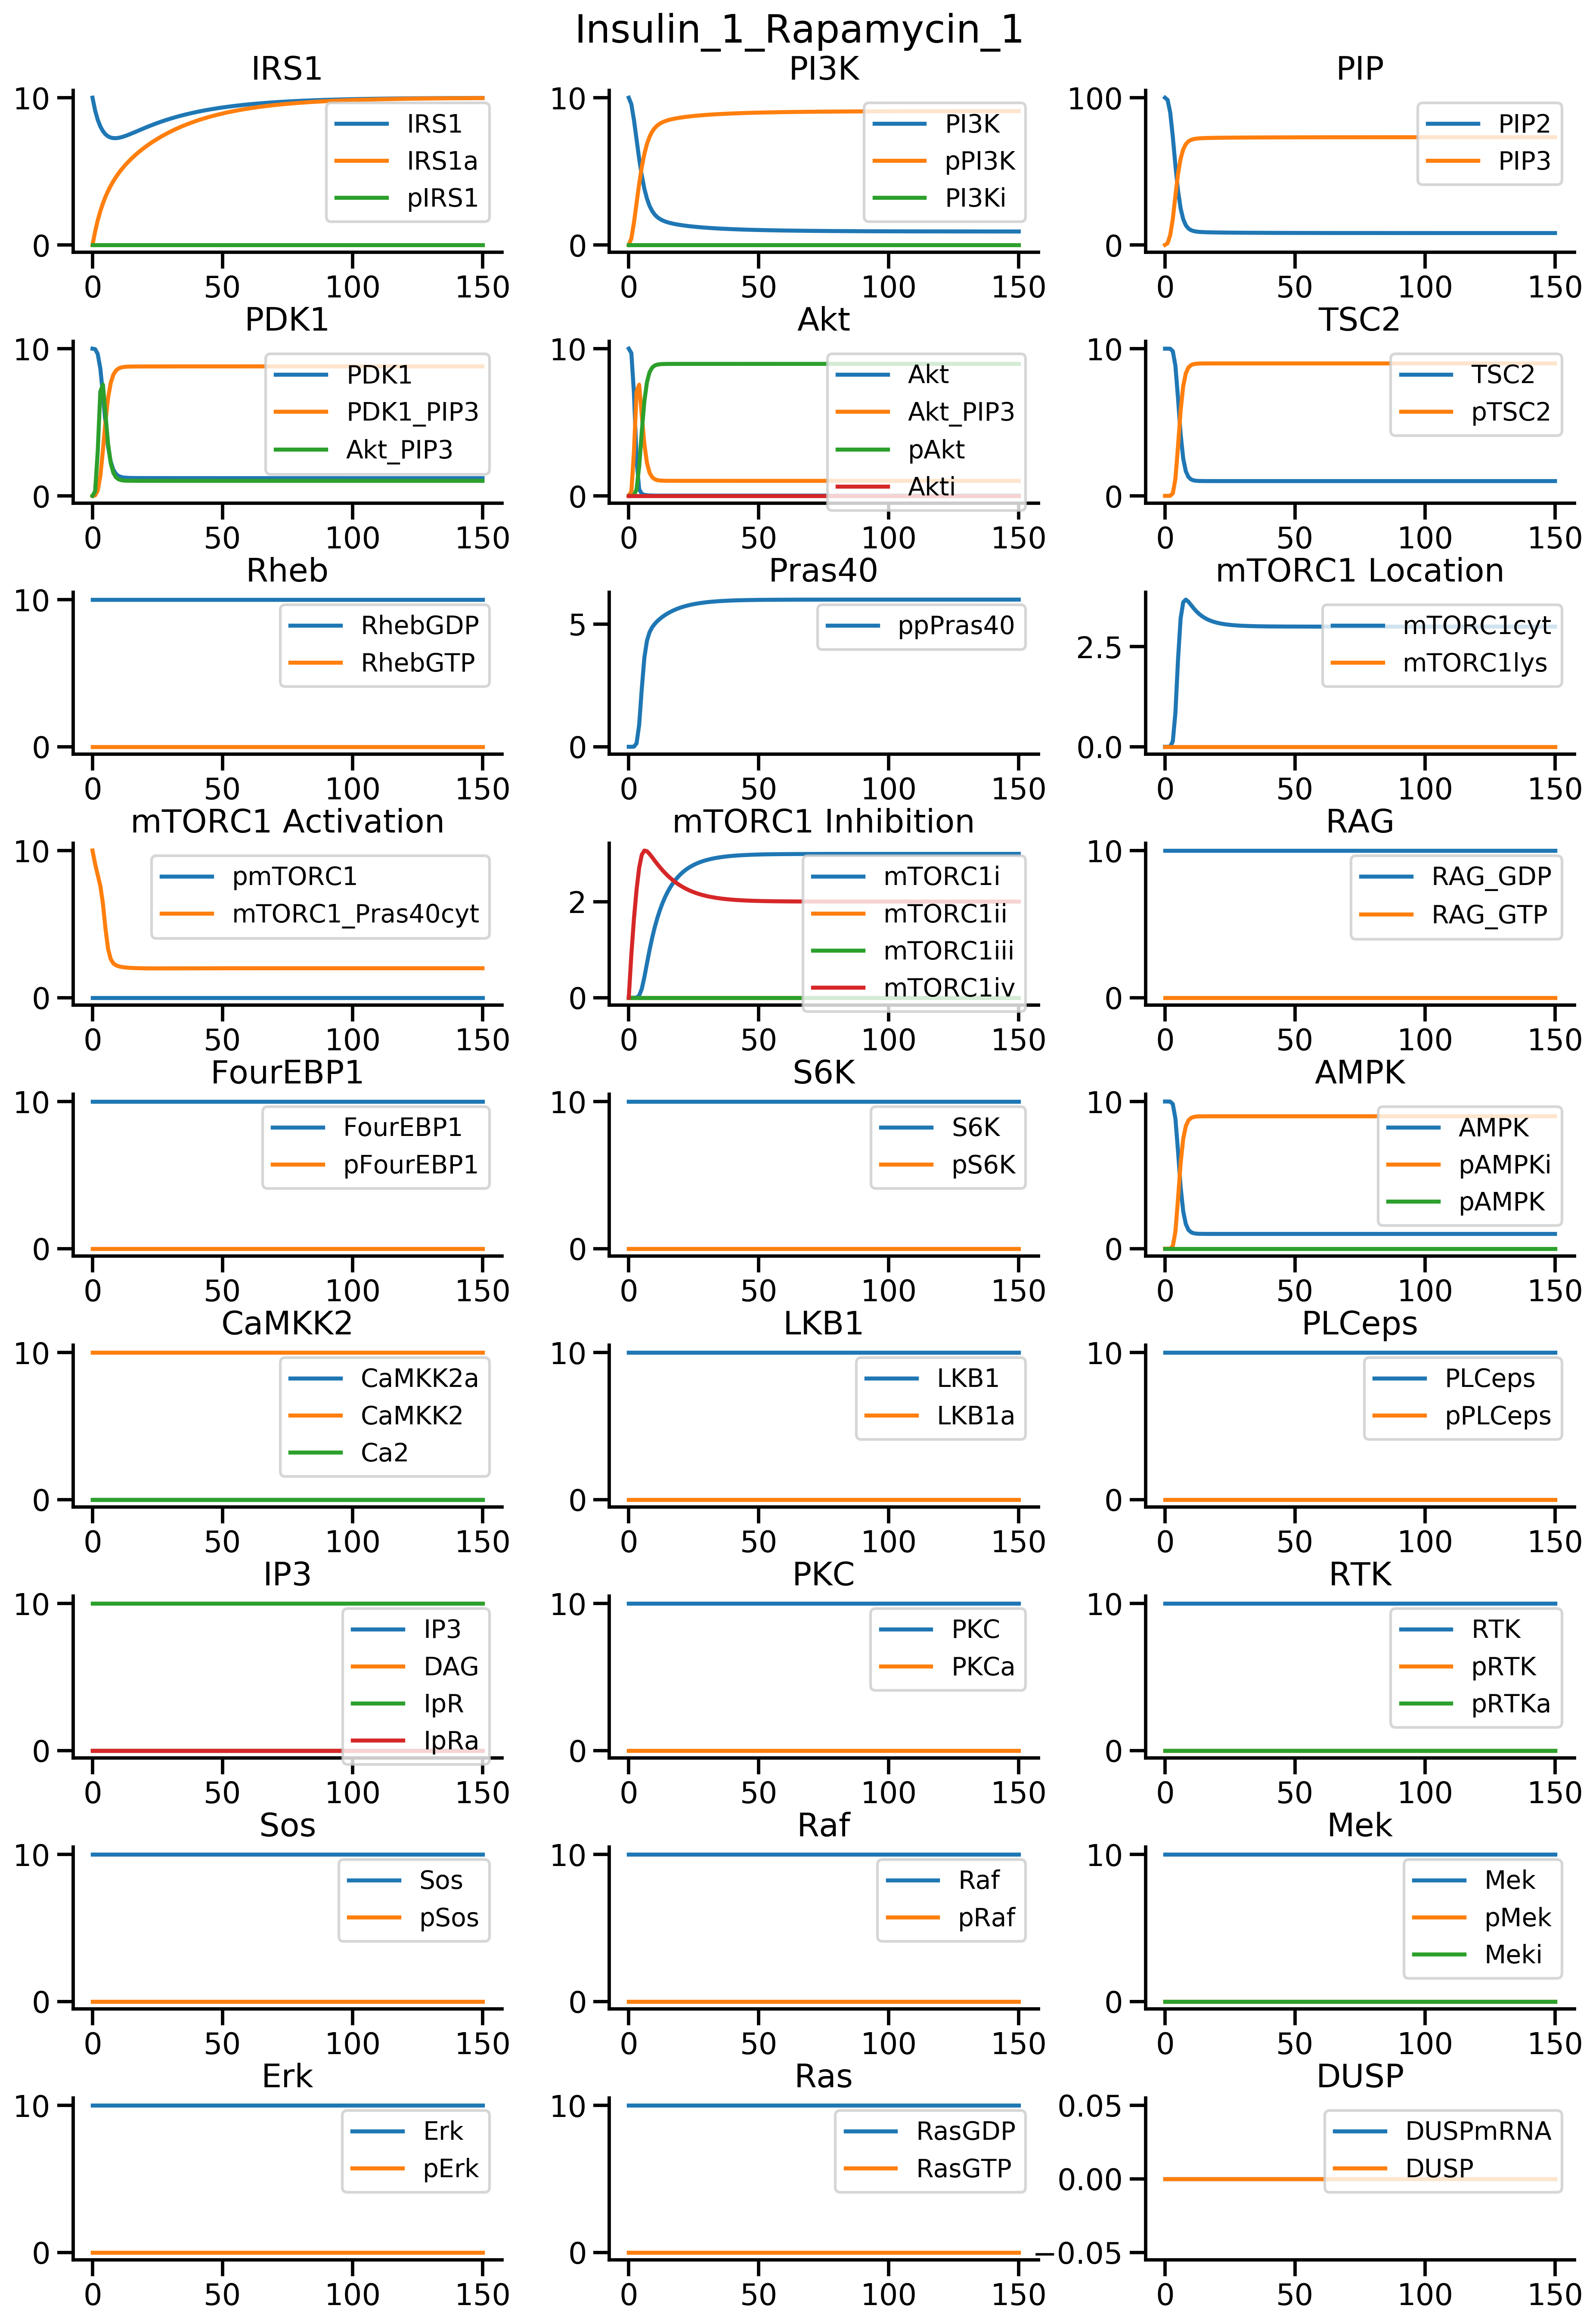 Insulin_1_Rapamycin_1
IRS1
PI3K
PIP
10
0
0 50 100 150
IRS1
IRS1a
pIRS1
10
0
0 50 100 150
PI3K
pPI3K
PI3Ki
100
0
0 50 100 150
PIP2
PIP3
PDK1
Akt
TSC2
10
0
0 50 100 150
PDK1
PDK1_PIP3
Akt_PIP3
10
0
0 50 100 150
Akt
Akt_PIP3
pAkt
Akti
10
0
0 50 100 150
TSC2
pTSC2
Rheb
Pras40
mTORC1 Location
10
0
0 50 100 150
RhebGDP
RhebGTP
5
0
0 50 100 150
ppPras40
2.5
0.0
0 50 100 150
mTORC1cyt
mTORC1lys
mTORC1 Activation
mTORC1 Inhibition
RAG
10
0
0 50 100 150
pmTORC1
mTORC1_Pras40cyt
2
0
0 50 100 150
mTORC1i
mTORC1ii
mTORC1iii
mTORC1iv
10
0
0 50 100 150
RAG_GDP
RAG_GTP
FourEBP1
S6K
AMPK
10
0
0 50 100 150
FourEBP1
pFourEBP1
10
0
0 50 100 150
S6K
pS6K
10
0
0 50 100 150
AMPK
pAMPKi
pAMPK
CaMKK2
LKB1
PLCeps
10
0
0 50 100 150
CaMKK2a
CaMKK2
Ca2
10
0
0 50 100 150
LKB1
LKB1a
10
0
0 50 100 150
PLCeps
pPLCeps
IP3
PKC
RTK
10
0
0 50 100 150
IP3
DAG
IpR
IpRa
10
0
0 50 100 150
PKC
PKCa
10
0
0 50 100 150
RTK
pRTK
pRTKa
Sos
Raf
Mek
10
0
0 50 100 150
Sos
pSos
10
0
0 50 100 150
Raf
pRaf
10
0
0 50 100 150
Mek
pMek
Meki
Erk
Ras
DUSP
10
0
0 50 100 150
Erk
pErk
10
0
0 50 100 150
RasGDP
RasGTP
0.05
0.00
−0.05
0 50 100 150
DUSPmRNA
DUSP